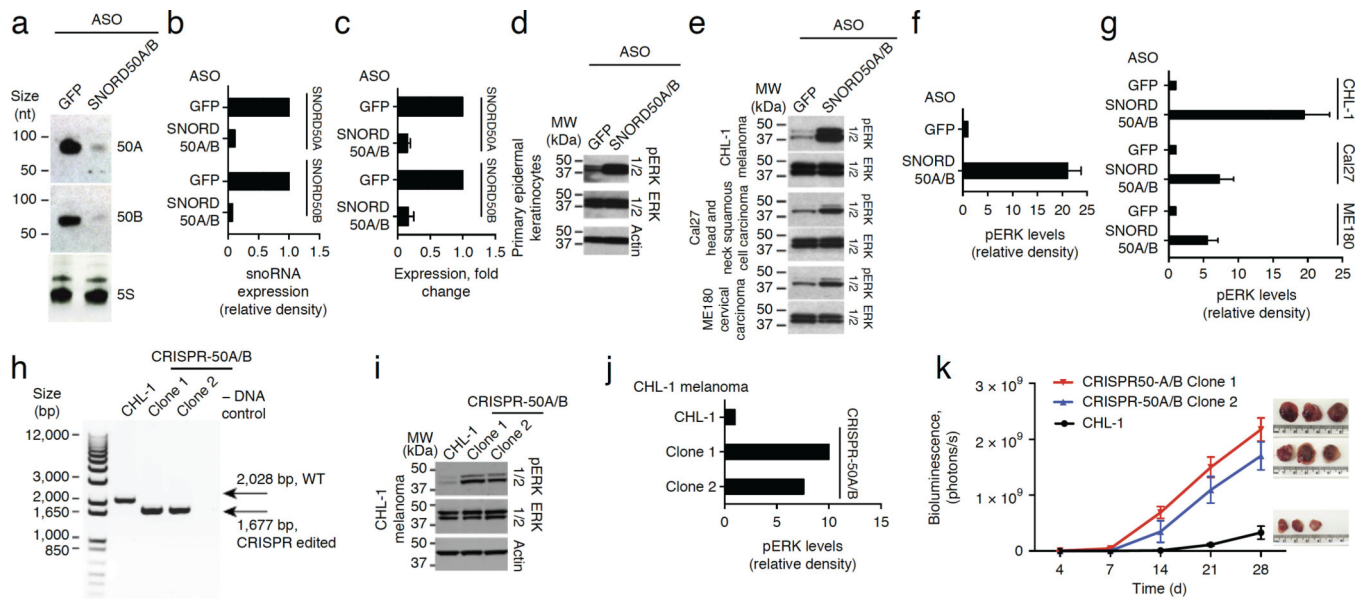 a
ASO
GFP
SNORD50A/B
Size
(nt)
100
50
50A
100
50
50B
5S
b
ASO
GFP
SNORD
50A/B
SNORD50A
GFP
SNORD
50A/B
SNORD50B
0 0.5 1.0 1.5
snoRNA
expression
(relative density)
c
ASO
GFP
SNORD
50A/B
SNORD50A
GFP
SNORD
50A/B
SNORD50B
0 0.5 1.0 1.5
Expression, fold
change
d
ASO
GFP
SNORD50A/B
MW
(kDa)
Primary epidermal
keratinocytes
50
37
pERK
1/2
50
37
ERK
1/2
50
37
Actin
e
ASO
GFP
SNORD50A/B
MW
(kDa)
CHL-1
melanoma
50
37
pERK
1/2
50
37
ERK
1/2
Cal27
head and
neck squamous
cell carcinoma
50
37
pERK
1/2
50
37
ERK
1/2
ME180
cervical
carcinoma
50
37
pERK
1/2
50
37
ERK
1/2
f
ASO
GFP
SNORD
50A/B
0 5 10 15 20 25
pERK levels
(relative density)
g
ASO
GFP
SNORD
50A/B
CHL-1
GFP
SNORD
50A/B
Cal27
GFP
SNORD
50A/B
ME180
0 5 10 15 20 25
pERK levels
(relative density)
h
CRISPR-50A/B
Size
(bp)
CHL-1
Clone 1
Clone 2
– DNA
control
12,000
3,000
2,000
1,650
1,000
850
2,028 bp, WT
1,677 bp,
CRISPR edited
i
CRISPR-50A/B
MW
(kDa)
CHL-1
Clone 1
Clone 2
CHL-1
melanoma
50
37
pERK
1/2
50
37
ERK
1/2
50
37
Actin
j
CHL-1 melanoma
CHL-1
Clone 1
Clone 2
CRISPR-50A/B
0 5 10 15
pERK levels
(relative density)
k
CRISPR50-A/B Clone 1
CRISPR-50A/B Clone 2
CHL-1
Bioluminescence,
(photons/s)
3 × 10⁹
2 × 10⁹
1 × 10⁹
0
4 7 14 21 28
Time (d)